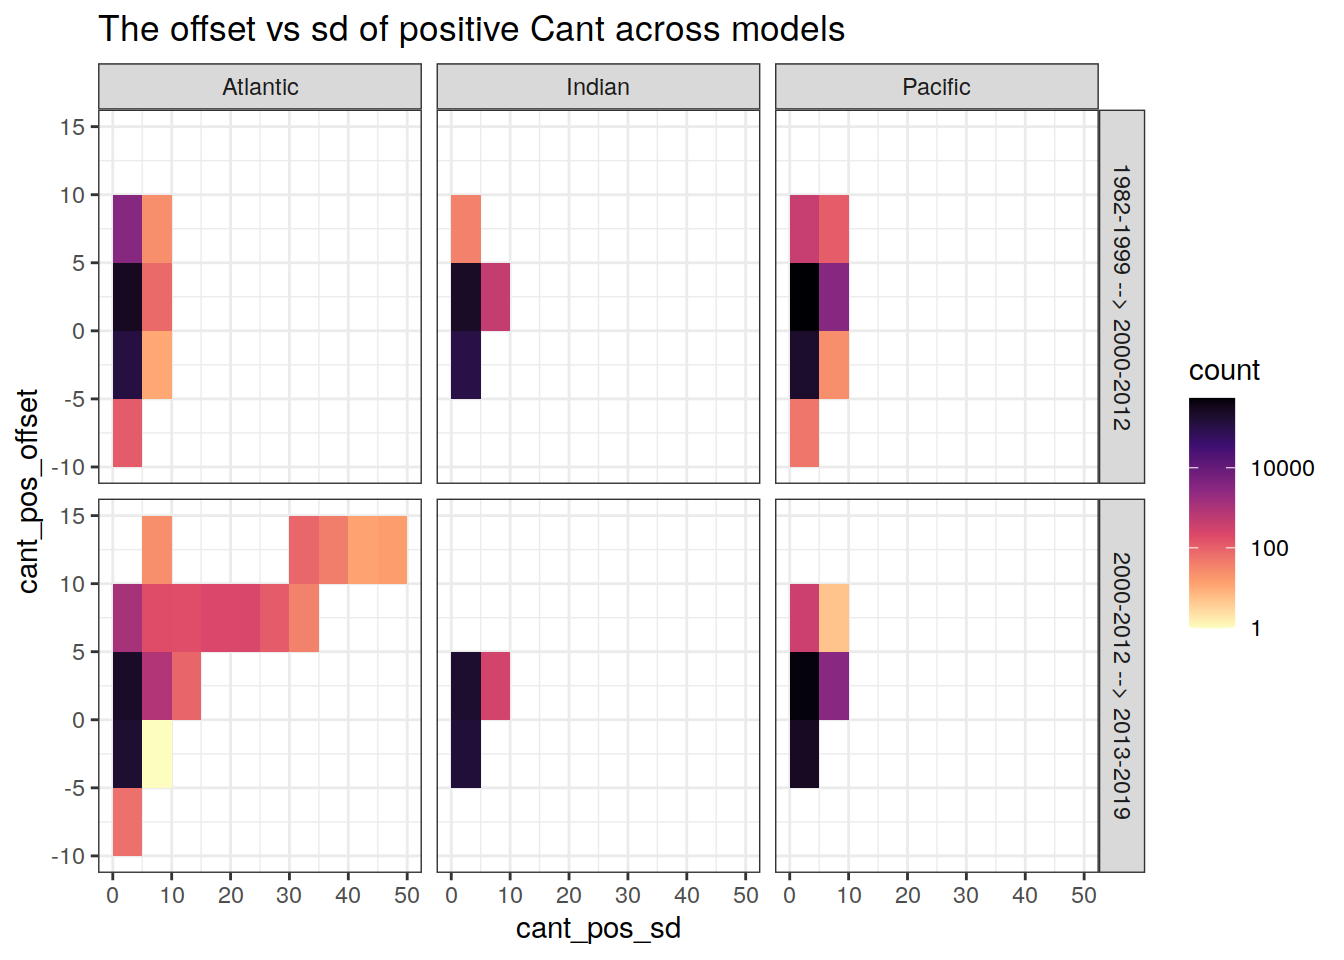 The offset vs sd of positive Cant across models
Atlantic
Indian
Pacific
15
10
5
0
-5
-10
1982-1999 --> 2000-2012
15
10
5
0
-5
-10
2000-2012 --> 2013-2019
0 10 20 30 40 50
0 10 20 30 40 50
0 10 20 30 40 50
cant_pos_sd
cant_pos_offset
count
10000
100
1